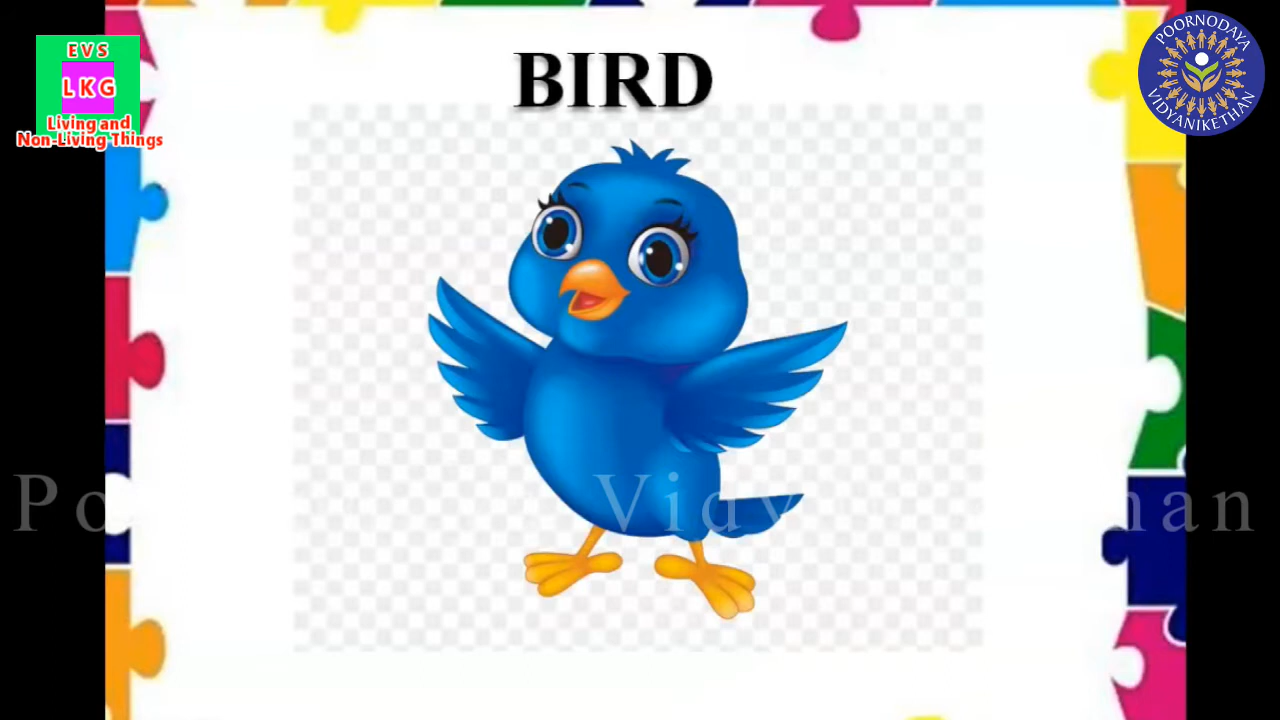 BIRD
EVS
LKG
Living and
Non-Living Things
POORNODAYA
VIDYANIKETHAN